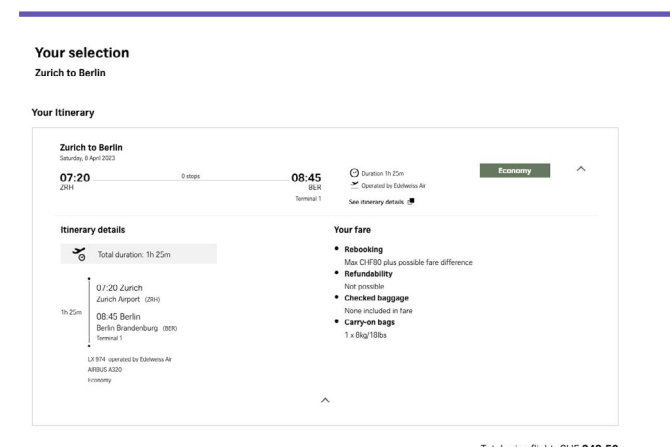 Your selection
Zurich to Berlin
Your Itinerary
Zurich to Berlin
Saturday, 8 April 2023
07:20 0 stops 08:45
ZRH BER
Terminal 1
Duration 1h 25m
Operated by Edelweiss Air
See itinerary details
Economy
Itinerary details
Total duration: 1h 25m
07:20 Zurich
Zurich Airport (ZRH)
1h 25m
08:45 Berlin
Berlin Brandenburg (BER)
Terminal 1
LX 974 operated by Edelweiss Air
AIRBUS A320
Economy
Your fare
Rebooking
Max CHF80 plus possible fare difference
Refundability
Not possible
Checked baggage
None included in fare
Carry-on bags
1 x 8kg/18lbs